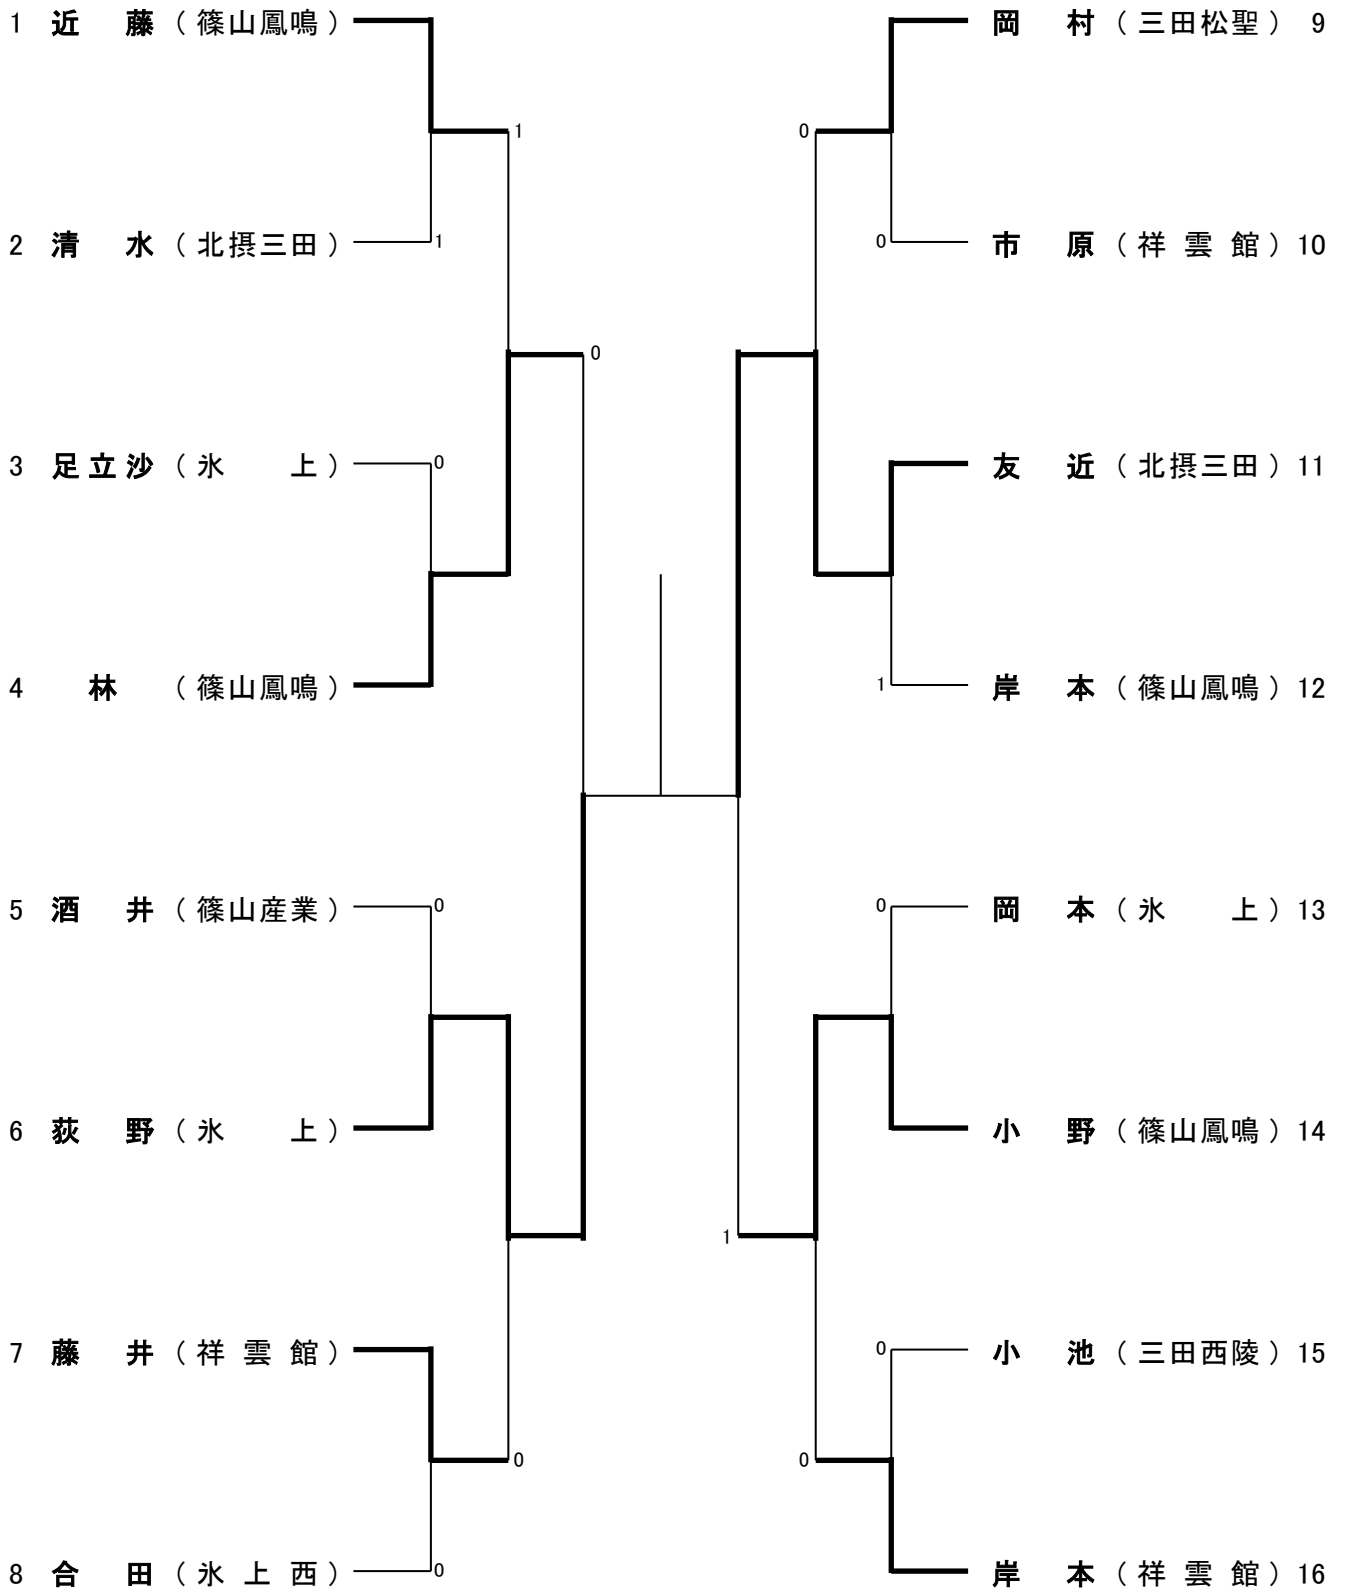 1 近 藤 （ 篠山鳳鳴 ）
1
2 清 水 （ 北摂三田 ）
1
0
3 足立沙 （ 氷 上 ）
0
4 林 （ 篠山鳳鳴 ）
5 酒 井 （ 篠山産業 ）
0
6 荻 野 （ 氷 上 ）
7 藤 井 （ 祥 雲 館 ）
0
8 合 田 （ 氷 上 西 ）
0
岡 村 （ 三田松聖 ） 9
0
0
市 原 （ 祥 雲 館 ） 10
友 近 （ 北摂三田 ） 11
1
岸 本 （ 篠山鳳鳴 ） 12
0
岡 本 （ 氷 上 ） 13
小 野 （ 篠山鳳鳴 ） 14
1
0
小 池 （ 三田西陵 ） 15
0
岸 本 （ 祥 雲 館 ） 16